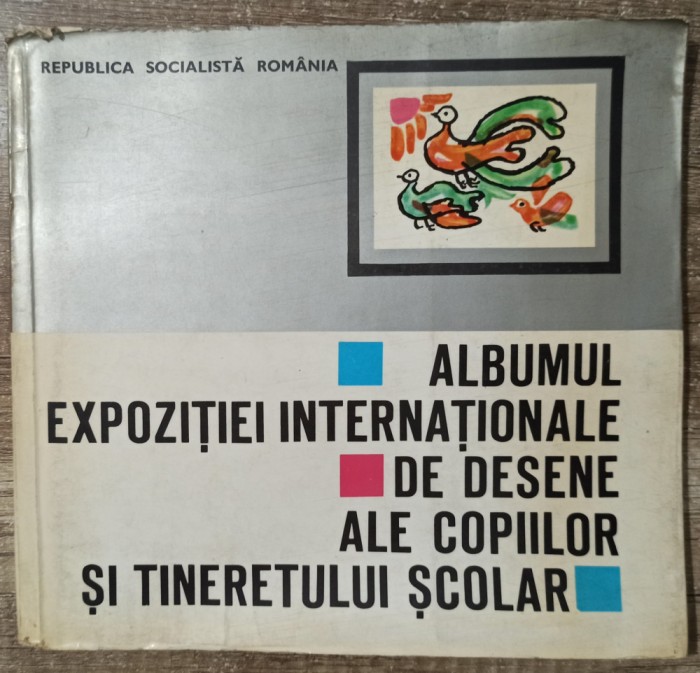 REPUBLICA SOCIALISTĂ ROMÂNIA
ALBUMUL
EXPOZIȚIEI INTERNAȚIONALE
DE DESENE
ALE COPIILOR
ȘI TINERETULUI ȘCOLAR